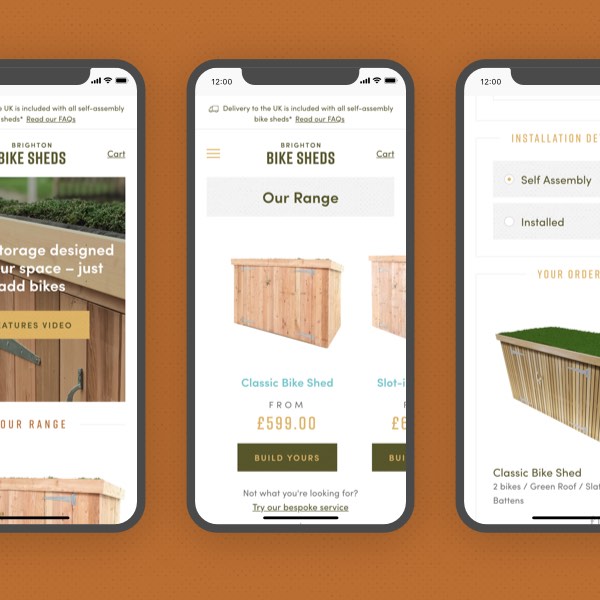 UK is included with all self-assembly
sheds* Read our FAQs
BRIGHTON
BIKE SHEDS
Cart
torage designed
ur space – just
add bikes
EATURES VIDEO
OUR RANGE
12:00
Delivery to the UK is included with all self-assembly
bike sheds* Read our FAQs
BRIGHTON
BIKE SHEDS
Cart
Our Range
Classic Bike Shed
Slot-i
FROM
£599.00
£6
BUILD YOURS
BUI
Not what you're looking for?
Try our bespoke service
12:00
INSTALLATION DE
Self Assembly
Installed
YOUR ORDER
Classic Bike Shed
2 bikes / Green Roof / Slat
Battens